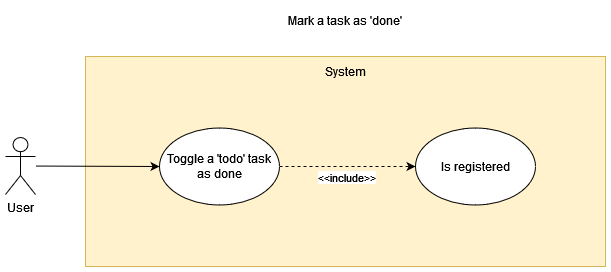 Mark a task as 'done'
System
Toggle a 'todo' task
as done
<<include>>
Is registered
User